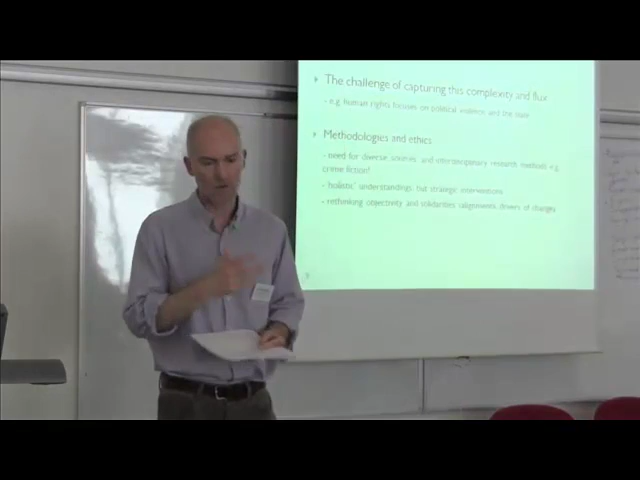 The challenge of capturing this complexity and flux
- e.g. human rights focuses on political violence and the state
Methodologies and ethics
- need for diverse sources and interdisciplinary research methods e.g.
crime fiction?
- 'holistic' understandings but strategic interventions
- rethinking objectivity and solidarities (alignments, drivers of change)